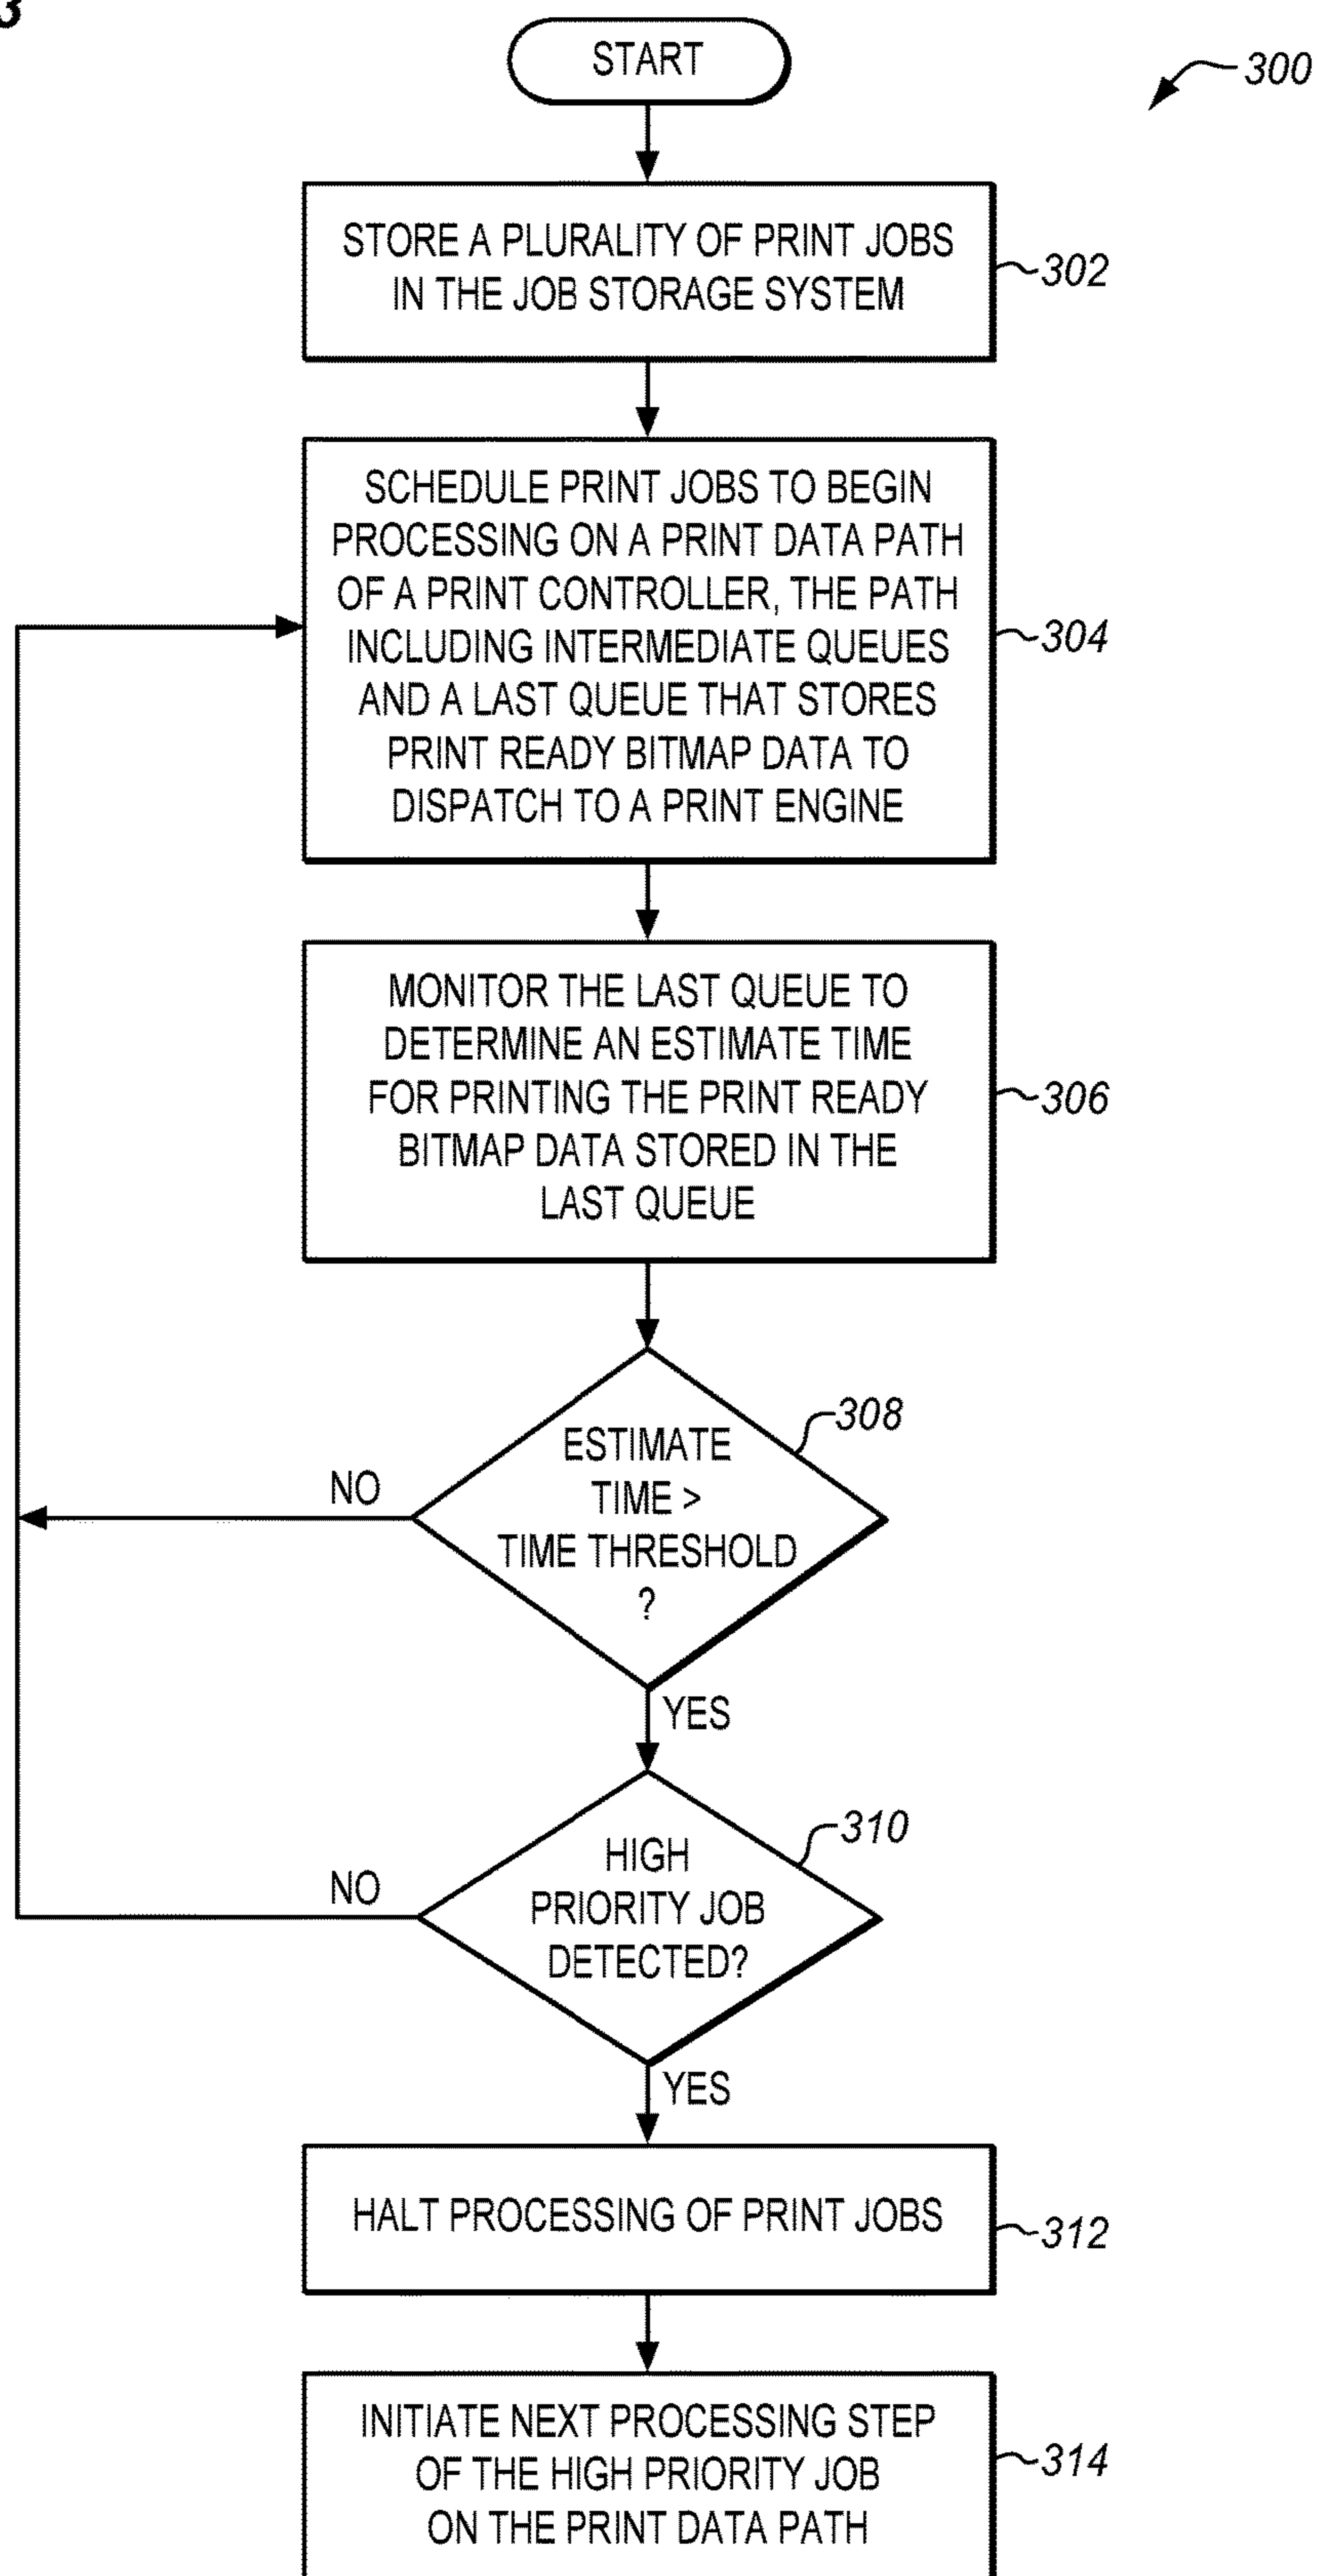 3
START
300
STORE A PLURALITY OF PRINT JOBS
IN THE JOB STORAGE SYSTEM
302
SCHEDULE PRINT JOBS TO BEGIN
PROCESSING ON A PRINT DATA PATH
OF A PRINT CONTROLLER, THE PATH
INCLUDING INTERMEDIATE QUEUES
AND A LAST QUEUE THAT STORES
PRINT READY BITMAP DATA TO
DISPATCH TO A PRINT ENGINE
304
MONITOR THE LAST QUEUE TO
DETERMINE AN ESTIMATE TIME
FOR PRINTING THE PRINT READY
BITMAP DATA STORED IN THE
LAST QUEUE
306
308
ESTIMATE
TIME >
TIME THRESHOLD
?
NO
YES
310
HIGH
PRIORITY JOB
DETECTED?
NO
YES
HALT PROCESSING OF PRINT JOBS
312
INITIATE NEXT PROCESSING STEP
OF THE HIGH PRIORITY JOB
ON THE PRINT DATA PATH
314